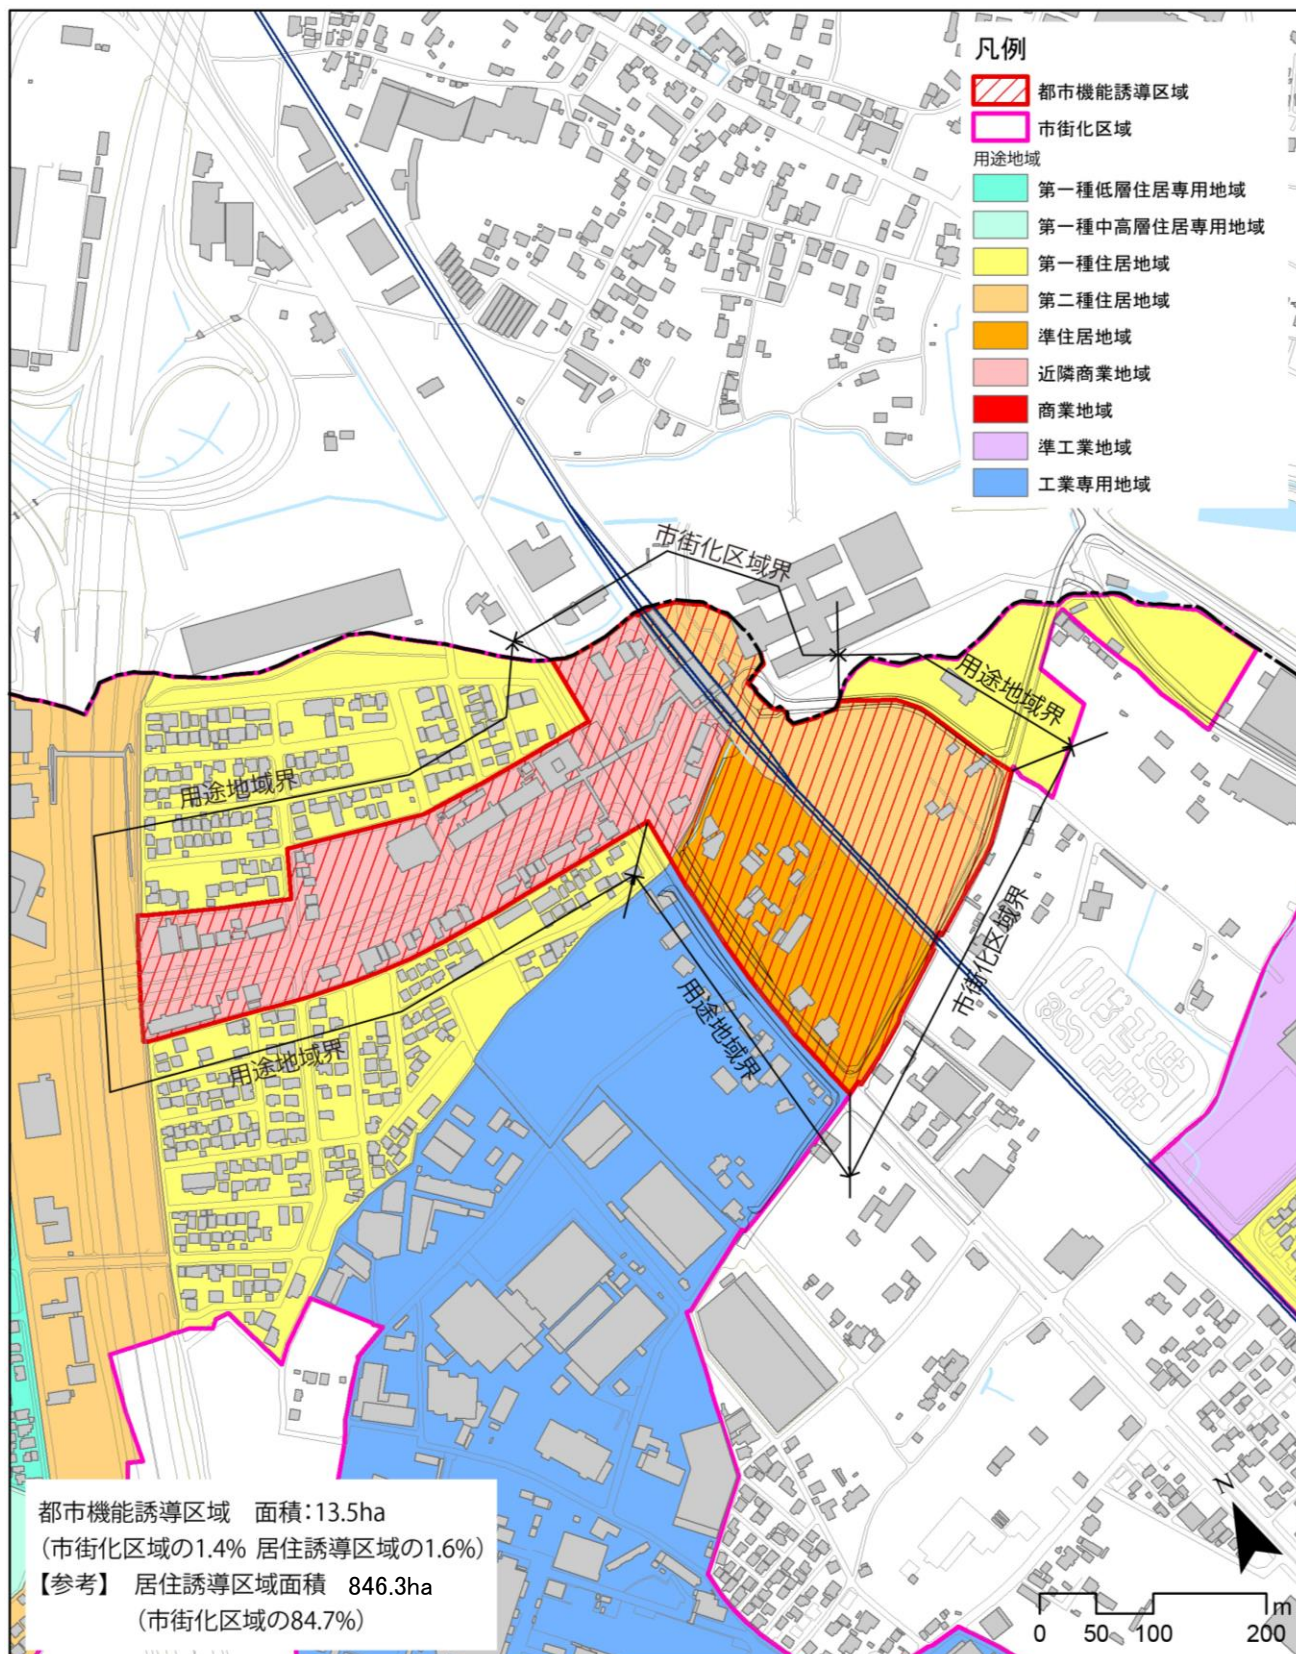 凡例
都市機能誘導区域
市街化区域
用途地域
第一種低層住居専用地域
第一種中高層住居専用地域
第一種住居地域
第二種住居地域
準住居地域
近隣商業地域
商業地域
準工業地域
工業専用地域
市街化区域界
用途地域界
用途地域界
市街化区域界
用途地域界
用途地域界
都市機能誘導区域　面積：13.5ha
（市街化区域の1.4% 居住誘導区域の1.6%）
【参考】　居住誘導区域面積　846.3ha
（市街化区域の84.7%）
N
m
0 50 100 200